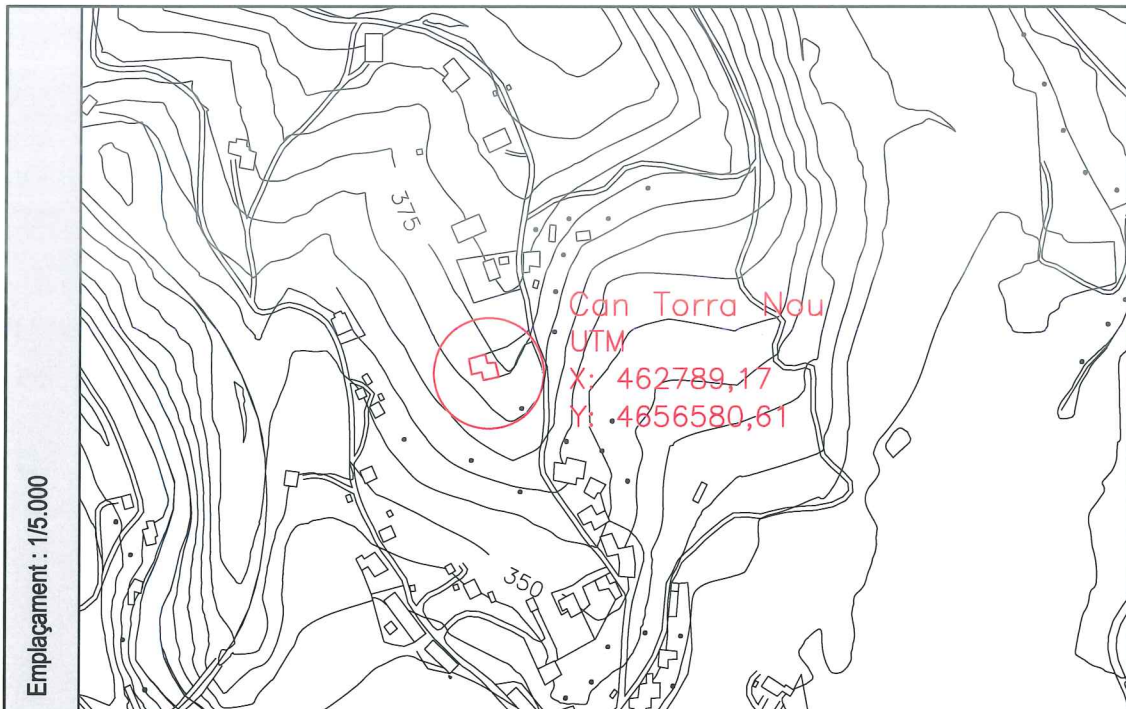 Emplaçament : 1/5.000
375
Can Torra Nou
UTM
X: 462789,17
Y: 4656580,61
350